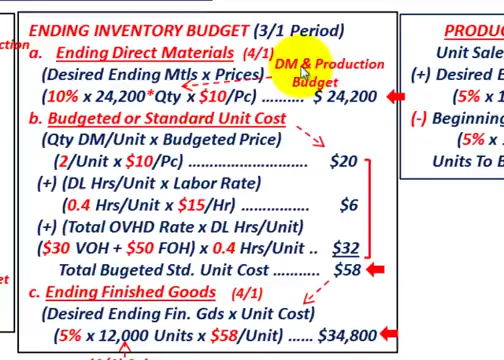 ENDING INVENTORY BUDGET (3/1 Period)
a. Ending Direct Materials (4/1)
DM & Production
Budget
(Desired Ending Mtls x Prices)
(10% x 24,200*Qty x $10/Pc) .......... $ 24,200
b. Budgeted or Standard Unit Cost
(Qty DM/Unit x Budgeted Price)
(2/Unit x $10/Pc) ................................. $20
(+) (DL Hrs/Unit x Labor Rate)
(0.4 Hrs/Unit x $15/Hr) .................... $6
(+) (Total OVHD Rate x DL Hrs/Unit)
($30 VOH + $50 FOH) x 0.4 Hrs/Unit .. $32
Total Bugeted Std. Unit Cost ........... $58
c. Ending Finished Goods (4/1)
(Desired Ending Fin. Gds x Unit Cost)
(5% x 12,000 Units x $58/Unit) ...... $34,800
Unit Sale
(+) Desired E
(5% x 1
(-) Beginning
(5% x
Units To B